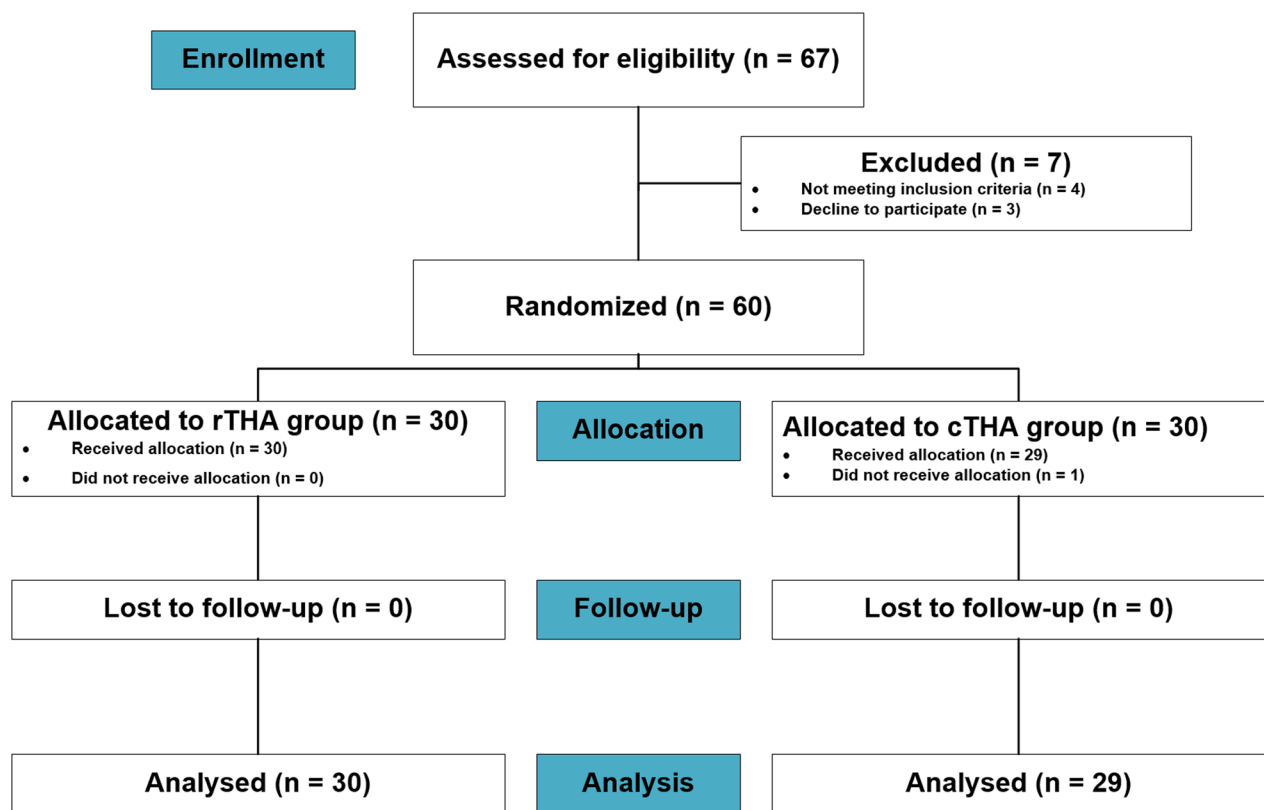 Enrollment
Assessed for eligibility (n = 67)
Excluded (n = 7)
• Not meeting inclusion criteria (n = 4)
• Decline to participate (n = 3)
Randomized (n = 60)
Allocated to rTHA group (n = 30)
• Received allocation (n = 30)
• Did not receive allocation (n = 0)
Allocation
Allocated to cTHA group (n = 30)
• Received allocation (n = 29)
• Did not receive allocation (n = 1)
Lost to follow-up (n = 0)
Follow-up
Lost to follow-up (n = 0)
Analysed (n = 30)
Analysis
Analysed (n = 29)